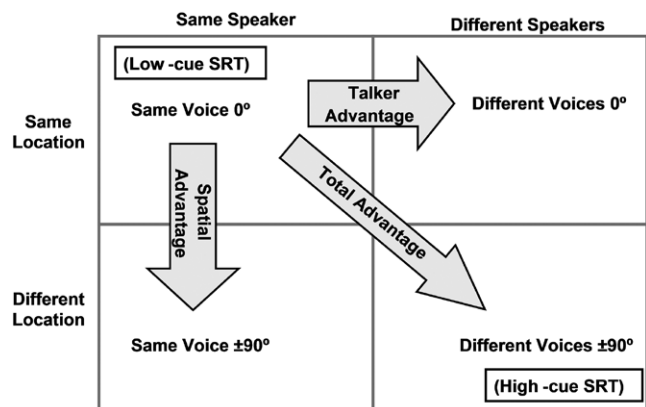 Same Speaker
Different Speakers
(Low -cue SRT)
Same Voice 0º
Talker
Advantage
Different Voices 0º
Same
Location
Spatial
Advantage
Total Advantage
Different
Location
Same Voice ±90º
Different Voices ±90º
(High -cue SRT)